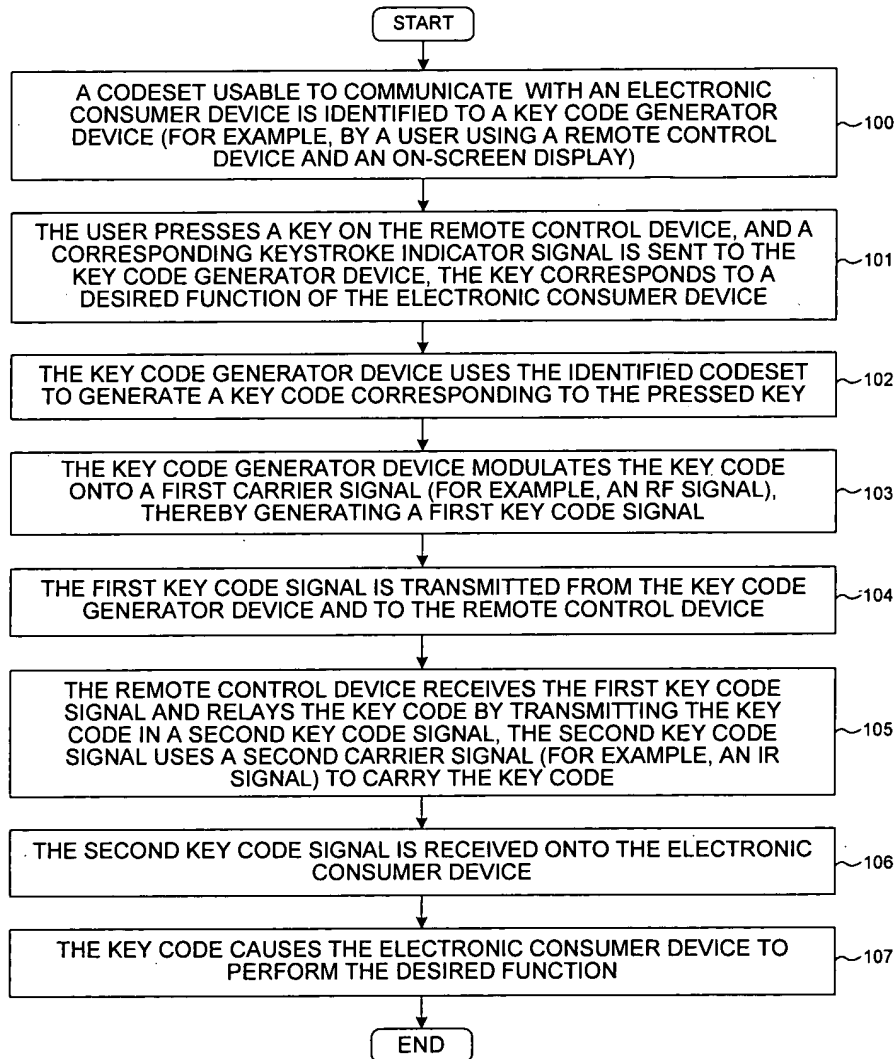 START
A CODESET USABLE TO COMMUNICATE WITH AN ELECTRONIC
CONSUMER DEVICE IS IDENTIFIED TO A KEY CODE GENERATOR
DEVICE (FOR EXAMPLE, BY A USER USING A REMOTE CONTROL
DEVICE AND AN ON-SCREEN DISPLAY)
100
THE USER PRESSES A KEY ON THE REMOTE CONTROL DEVICE, AND A
CORRESPONDING KEYSTROKE INDICATOR SIGNAL IS SENT TO THE
KEY CODE GENERATOR DEVICE, THE KEY CORRESPONDS TO A
DESIRED FUNCTION OF THE ELECTRONIC CONSUMER DEVICE
101
THE KEY CODE GENERATOR DEVICE USES THE IDENTIFIED CODESET
TO GENERATE A KEY CODE CORRESPONDING TO THE PRESSED KEY
102
THE KEY CODE GENERATOR DEVICE MODULATES THE KEY CODE
ONTO A FIRST CARRIER SIGNAL (FOR EXAMPLE, AN RF SIGNAL),
THEREBY GENERATING A FIRST KEY CODE SIGNAL
103
THE FIRST KEY CODE SIGNAL IS TRANSMITTED FROM THE KEY CODE
GENERATOR DEVICE AND TO THE REMOTE CONTROL DEVICE
104
THE REMOTE CONTROL DEVICE RECEIVES THE FIRST KEY CODE
SIGNAL AND RELAYS THE KEY CODE BY TRANSMITTING THE KEY
CODE IN A SECOND KEY CODE SIGNAL, THE SECOND KEY CODE
SIGNAL USES A SECOND CARRIER SIGNAL (FOR EXAMPLE, AN IR
SIGNAL) TO CARRY THE KEY CODE
105
THE SECOND KEY CODE SIGNAL IS RECEIVED ONTO THE ELECTRONIC
CONSUMER DEVICE
106
THE KEY CODE CAUSES THE ELECTRONIC CONSUMER DEVICE TO
PERFORM THE DESIRED FUNCTION
107
END